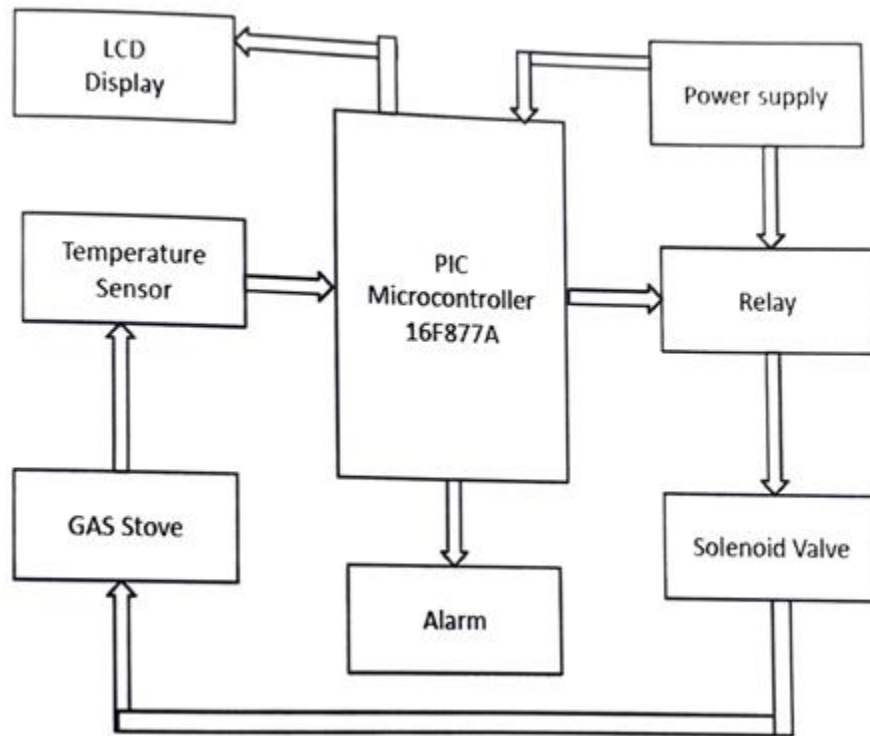 LCD
Display
Power supply
Temperature
Sensor
PIC
Microcontroller
16F877A
Relay
GAS Stove
Solenoid Valve
Alarm